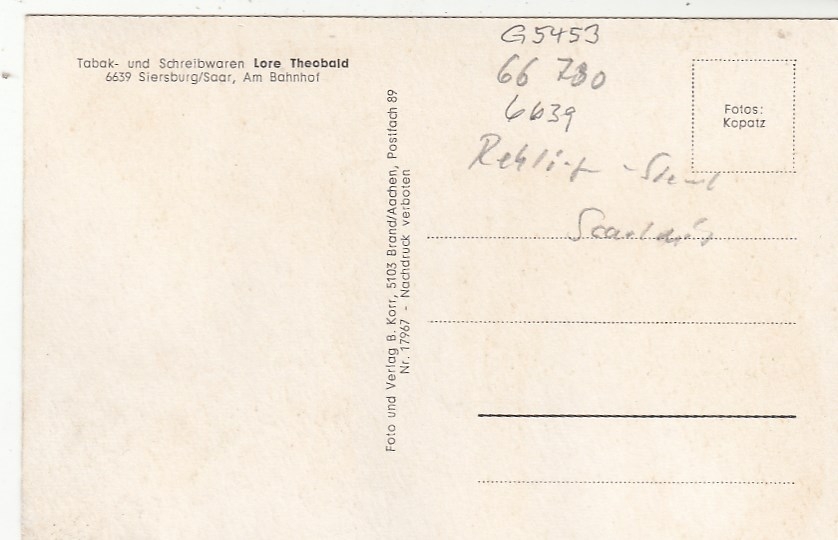 Tabak- und Schreibwaren Lore Theobald
6639 Siersburg/Saar, Am Bahnhof
Foto und Verlag B. Korr, 5103 Brand/Aachen, Postfach 89
Nr. 17967 - Nachdruck verboten
G5453
66 780
6639
Fotos:
Kopatz